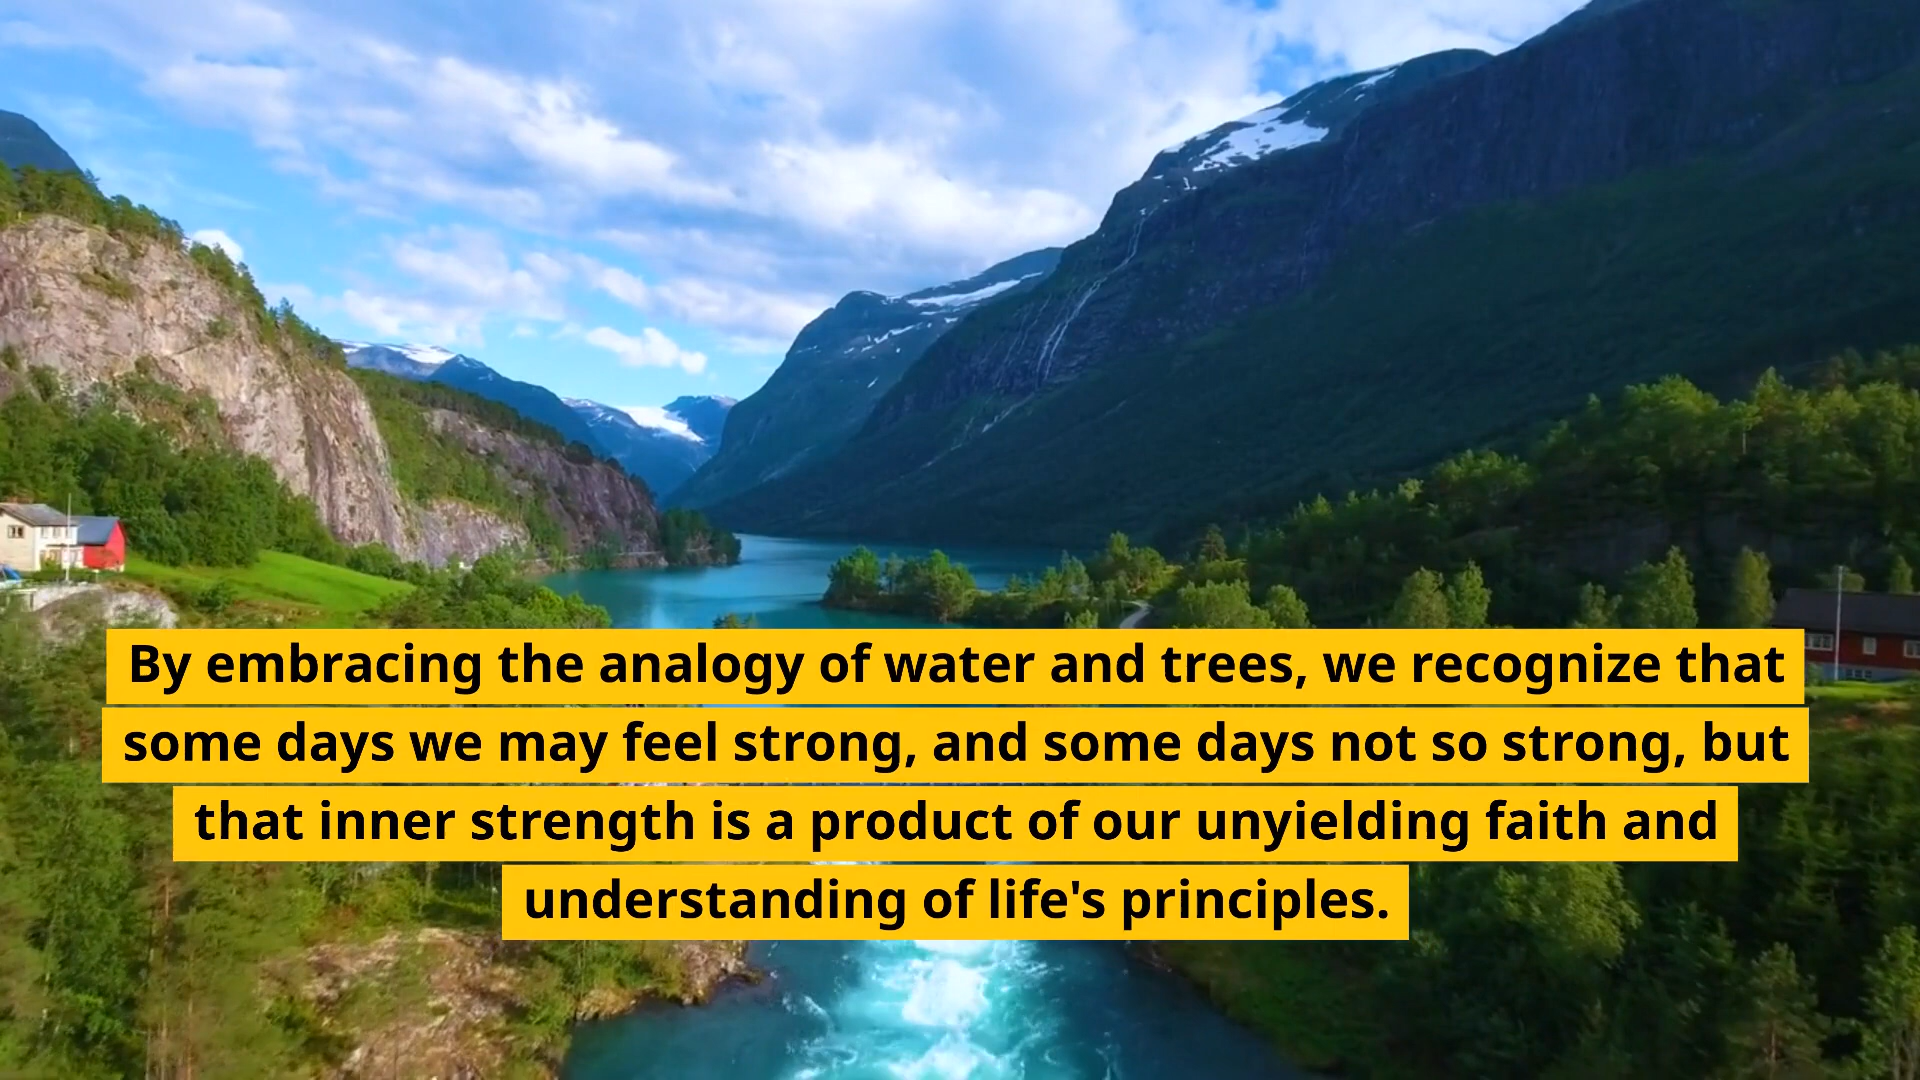 By embracing the analogy of water and trees, we recognize that
some days we may feel strong, and some days not so strong, but
that inner strength is a product of our unyielding faith and
understanding of life's principles.